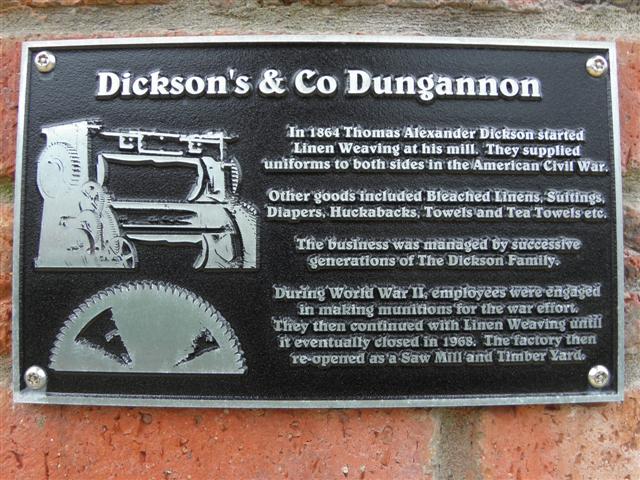 Dickson's & Co Dungannon
In 1864 Thomas Alexander Dickson started
Linen Weaving at his mill. They supplied
uniforms to both sides in the American Civil War.
Other goods included Bleached Linens, Suitings,
Diapers, Huckabacks, Towels and Tea Towels etc.
The business was managed by successive
generations of The Dickson Family.
During World War II, employees were engaged
in making munitions for the war effort.
They then continued with Linen Weaving until
it eventually closed in 1968. The factory then
re-opened as a Saw Mill and Timber Yard.